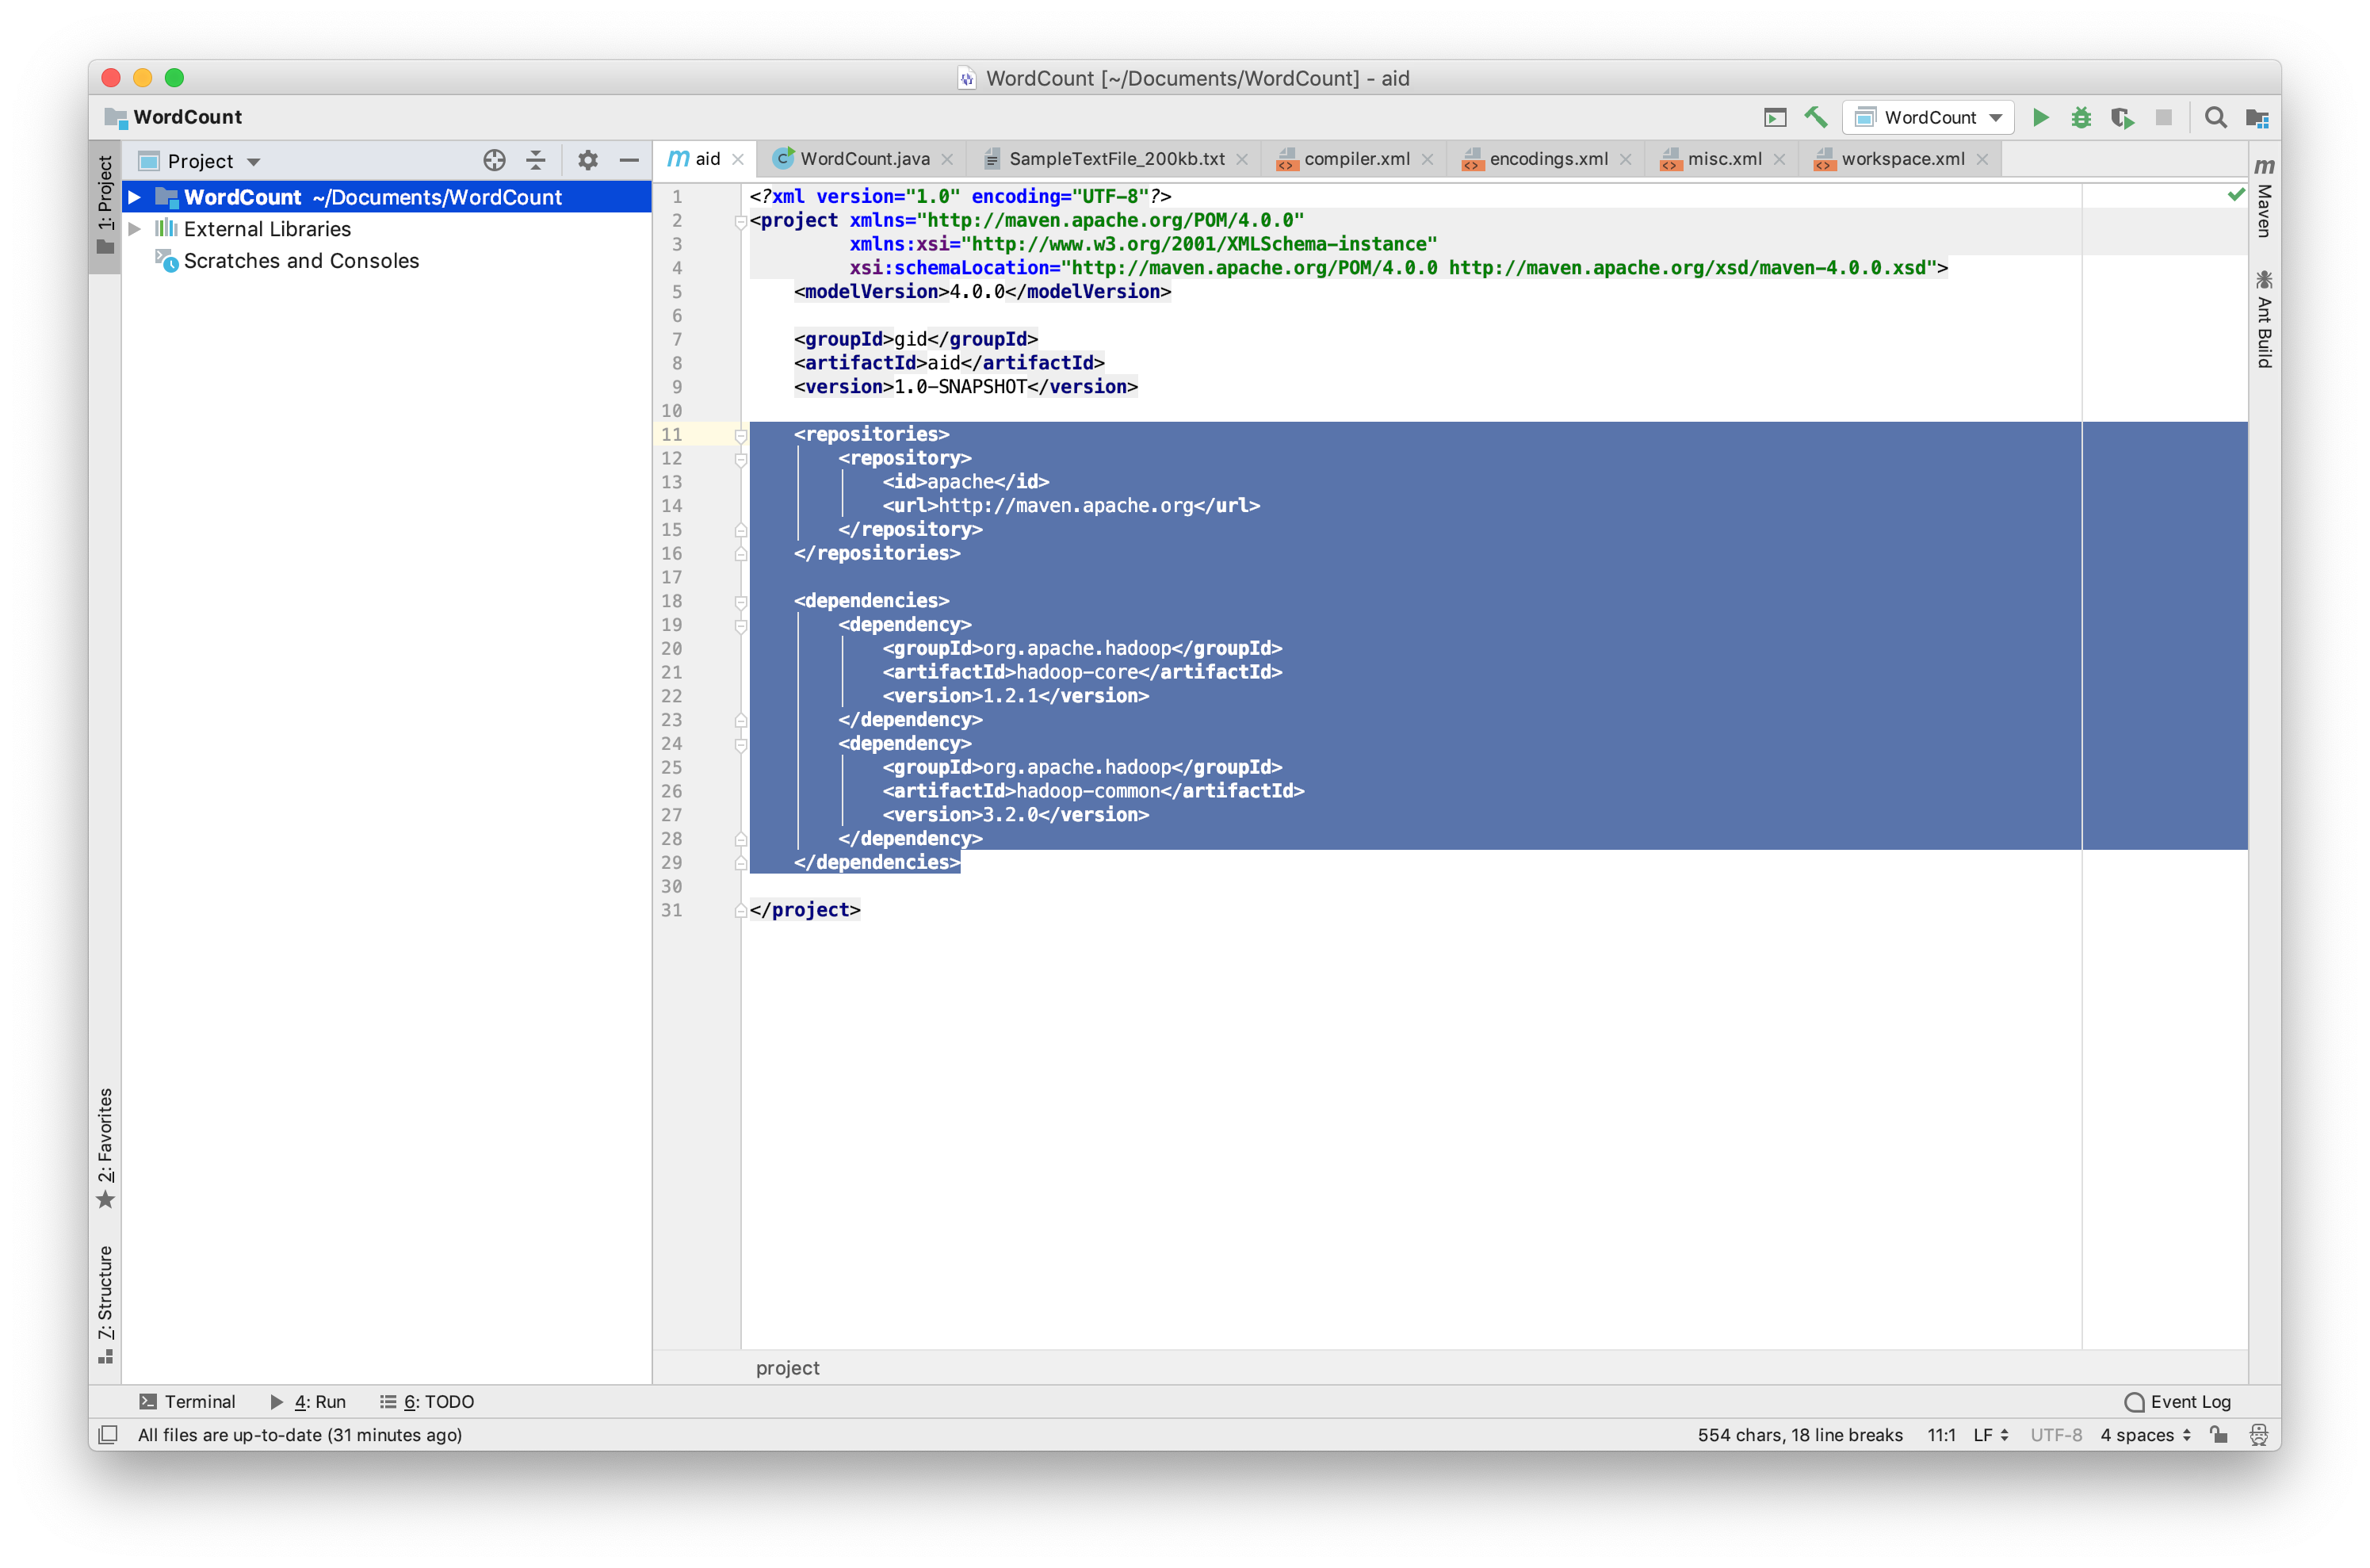 WordCount [~/Documents/WordCount] - aid
WordCount
WordCount
1: Project
Project
aid
WordCount.java
SampleTextFile_200kb.txt
compiler.xml
encodings.xml
misc.xml
workspace.xml
WordCount ~/Documents/WordCount
External Libraries
Scratches and Consoles
1 <?xml version="1.0" encoding="UTF-8"?>
2 <project xmlns="http://maven.apache.org/POM/4.0.0"
3 xmlns:xsi="http://www.w3.org/2001/XMLSchema-instance"
4 xsi:schemaLocation="http://maven.apache.org/POM/4.0.0 http://maven.apache.org/xsd/maven-4.0.0.xsd">
5 <modelVersion>4.0.0</modelVersion>
6
7 <groupId>gid</groupId>
8 <artifactId>aid</artifactId>
9 <version>1.0-SNAPSHOT</version>
10
11 <repositories>
12 <repository>
13 <id>apache</id>
14 <url>http://maven.apache.org</url>
15 </repository>
16 </repositories>
17
18 <dependencies>
19 <dependency>
20 <groupId>org.apache.hadoop</groupId>
21 <artifactId>hadoop-core</artifactId>
22 <version>1.2.1</version>
23 </dependency>
24 <dependency>
25 <groupId>org.apache.hadoop</groupId>
26 <artifactId>hadoop-common</artifactId>
27 <version>3.2.0</version>
28 </dependency>
29 </dependencies>
30
31 </project>
Maven
Ant Build
2: Favorites
7: Structure
project
Terminal
4: Run
6: TODO
Event Log
All files are up-to-date (31 minutes ago)
554 chars, 18 line breaks
11:1
LF
UTF-8
4 spaces